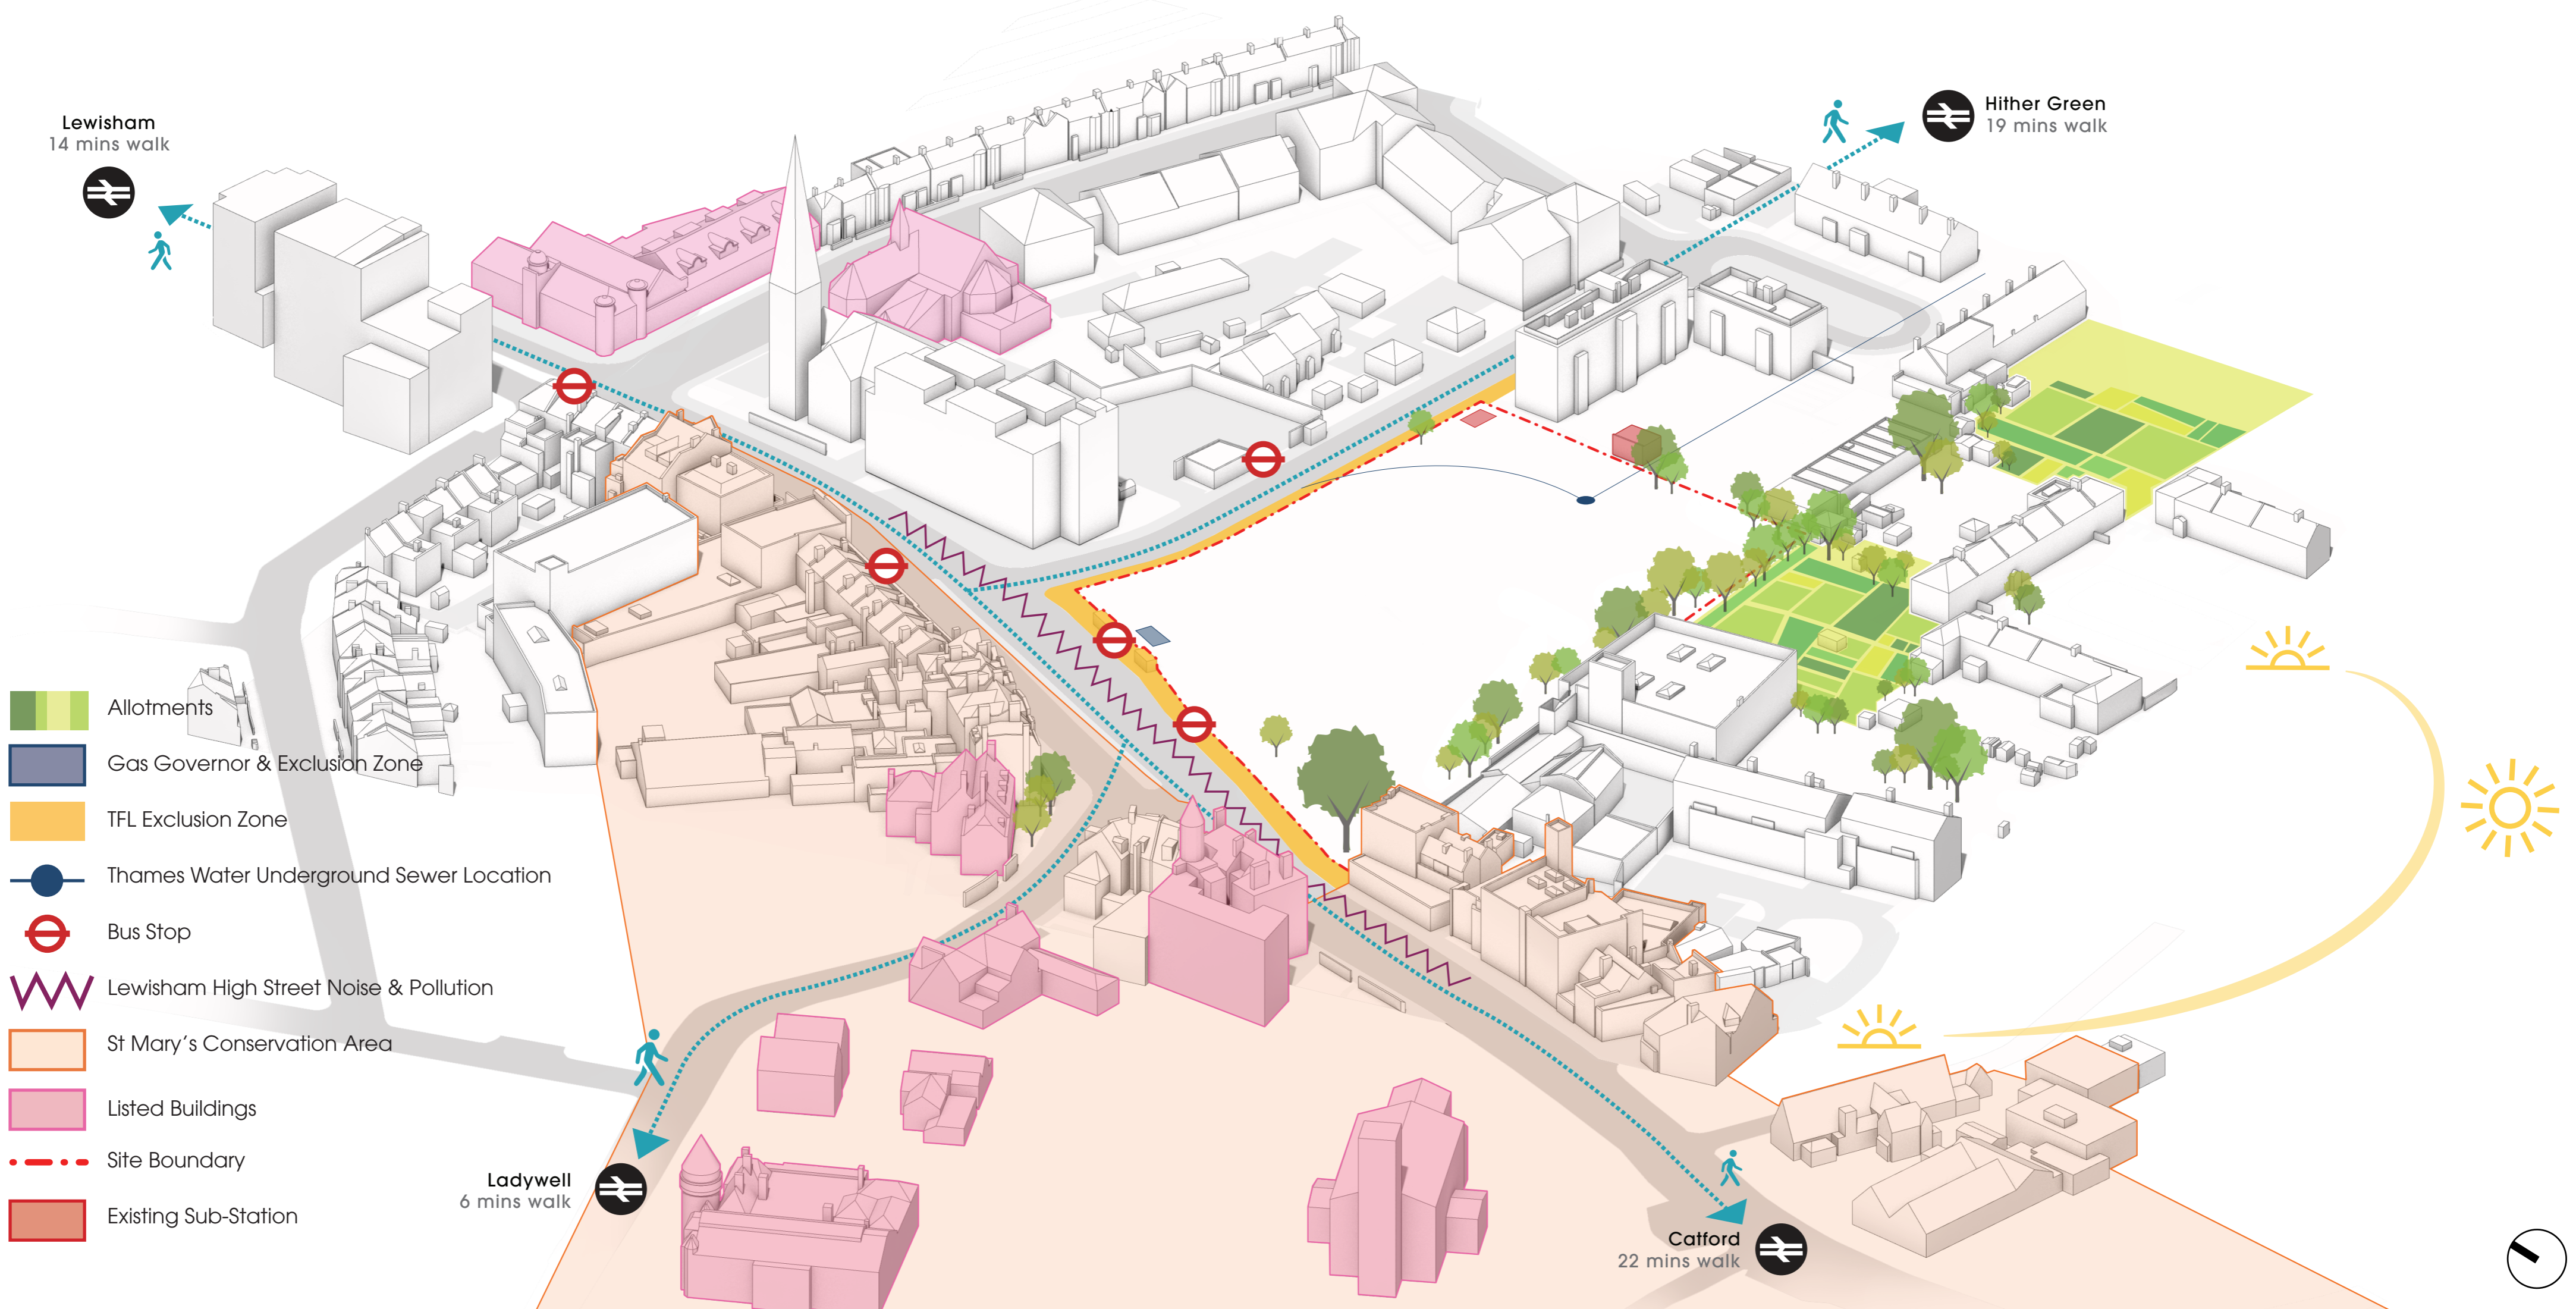 Lewisham
14 mins walk
Hither Green
19 mins walk
Allotments
Gas Governor & Exclusion Zone
TFL Exclusion Zone
Thames Water Underground Sewer Location
Bus Stop
Lewisham High Street Noise & Pollution
St Mary's Conservation Area
Listed Buildings
Site Boundary
Existing Sub-Station
Ladywell
6 mins walk
Catford
22 mins walk